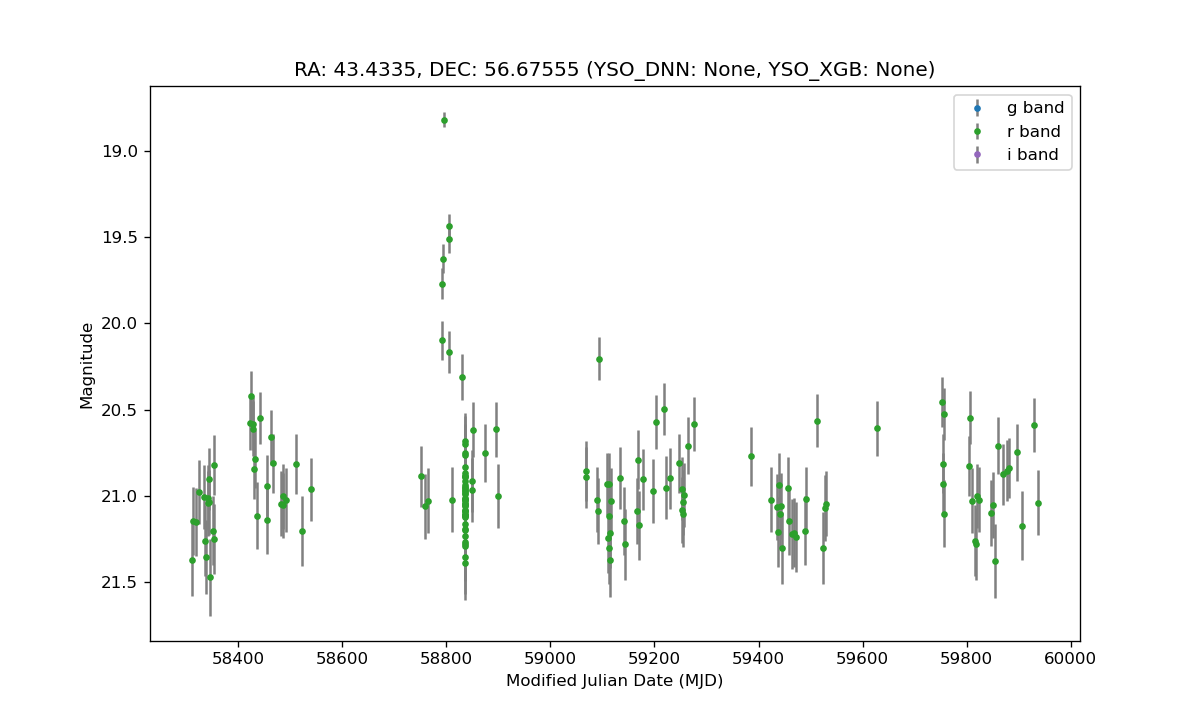 RA: 43.4335, DEC: 56.67555 (YSO_DNN: None, YSO_XGB: None)
g band
r band
i band
19.0
19.5
20.0
20.5
21.0
21.5
Magnitude
58400 58600 58800 59000 59200 59400 59600 59800 60000
Modified Julian Date (MJD)